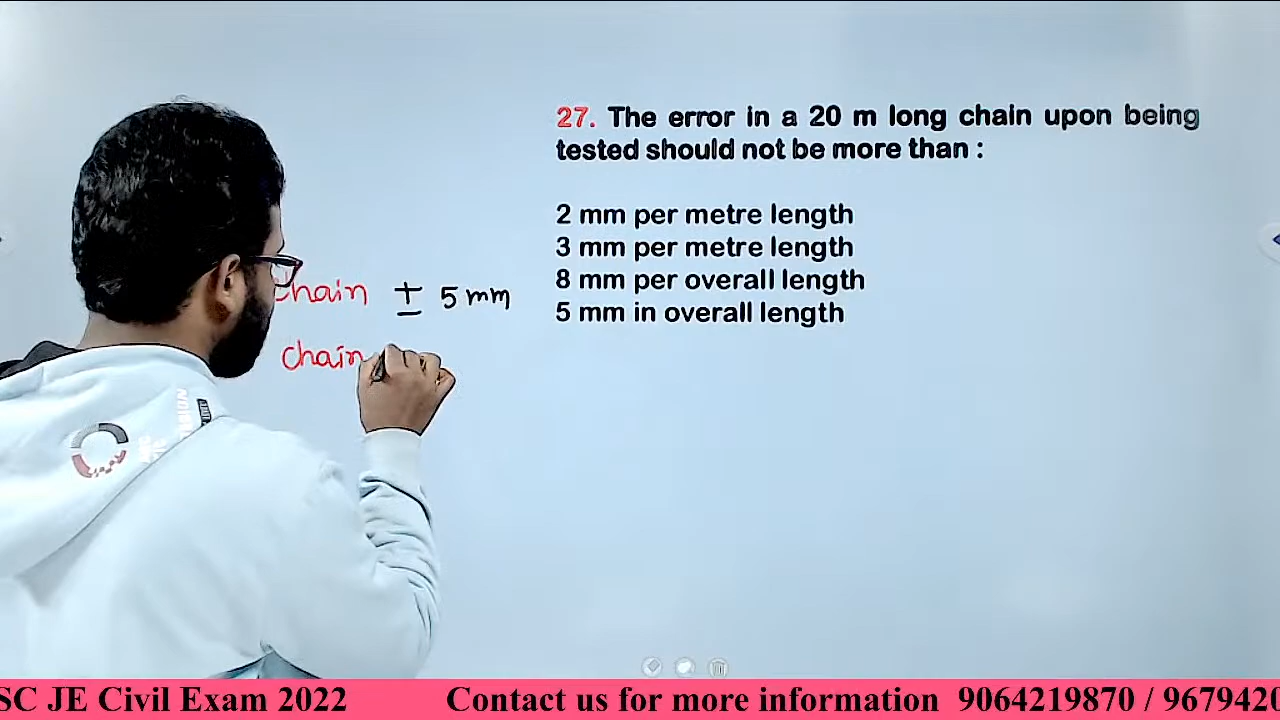 27. The error in a 20 m long chain upon being
tested should not be more than :
2 mm per metre length
3 mm per metre length
8 mm per overall length
5 mm in overall length
chain ± 5 mm
chain
SC JE Civil Exam 2022 Contact us for more information 9064219870 / 9679420